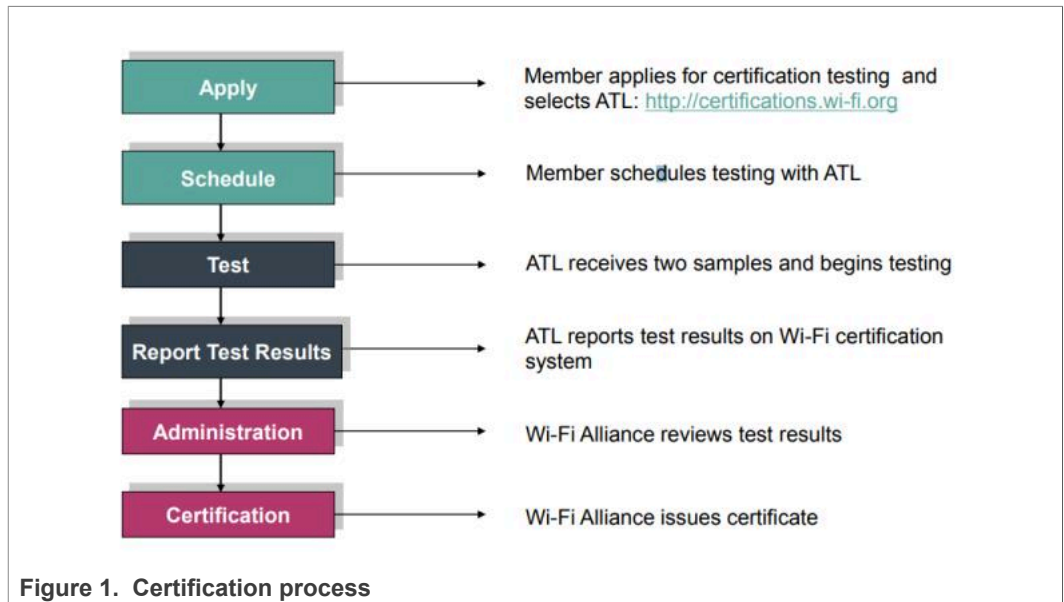 Apply
Member applies for certification testing and
selects ATL: http://certifications.wi-fi.org
Schedule
Member schedules testing with ATL
Test
ATL receives two samples and begins testing
Report Test Results
ATL reports test results on Wi-Fi certification
system
Administration
Wi-Fi Alliance reviews test results
Certification
Wi-Fi Alliance issues certificate
Figure 1. Certification process